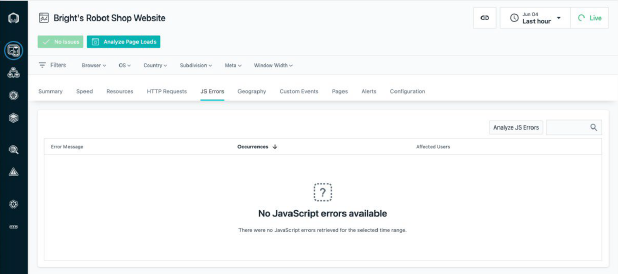 Bright's Robot Shop Website
Jun 04
Last hour
Live
No Issues
Analyze Page Loads
Filters Browser OS Country Subdivision Meta Window Width
Summary Speed Resources HTTP Requests JS Errors Geography Custom Events Pages Alerts Configuration
Analyze JS Errors
Error Message Occurrences ↓ Affected Users
?
No JavaScript errors available
There were no JavaScript errors retrieved for the selected time range.